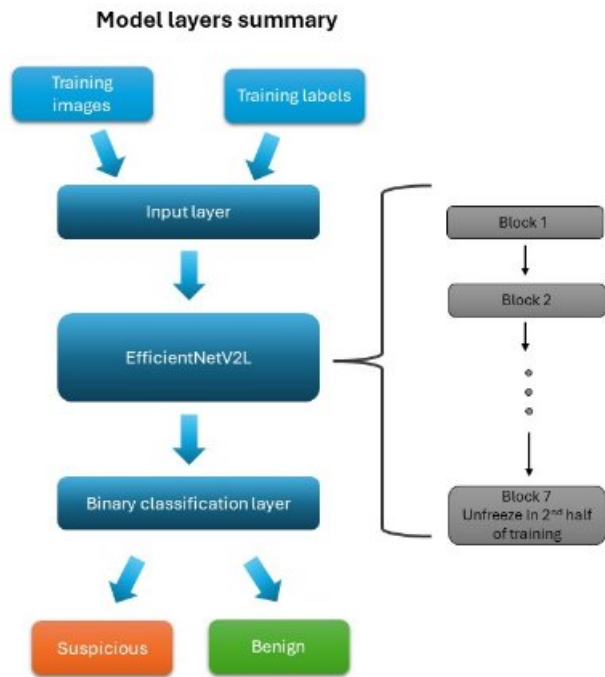 Model layers summary
Training
images
Training labels
Input layer
EfficientNetV2L
Binary classification layer
Suspicious
Benign
Block 1
Block 2
Block 7
Unfreeze in 2nd half
of training